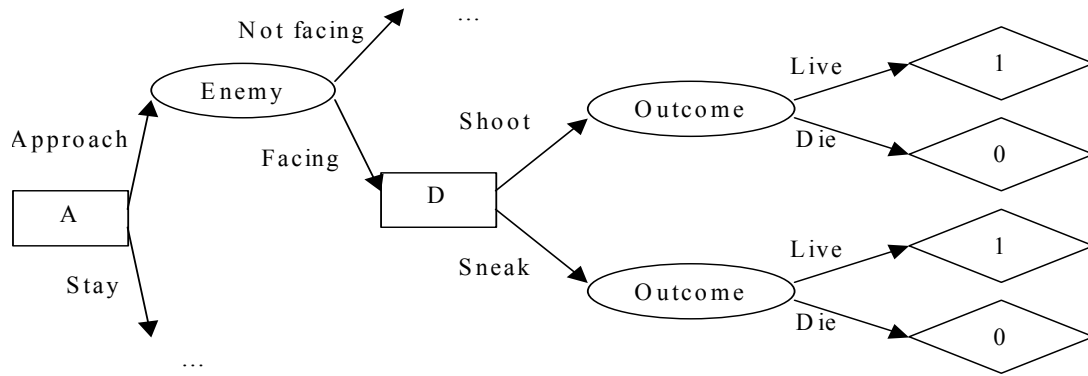 Not facing
...
Live
1
Enemy
Outcome
Shoot
Approach
Die
0
Facing
A
D
Live
1
Sneak
Stay
Outcome
Die
0
...